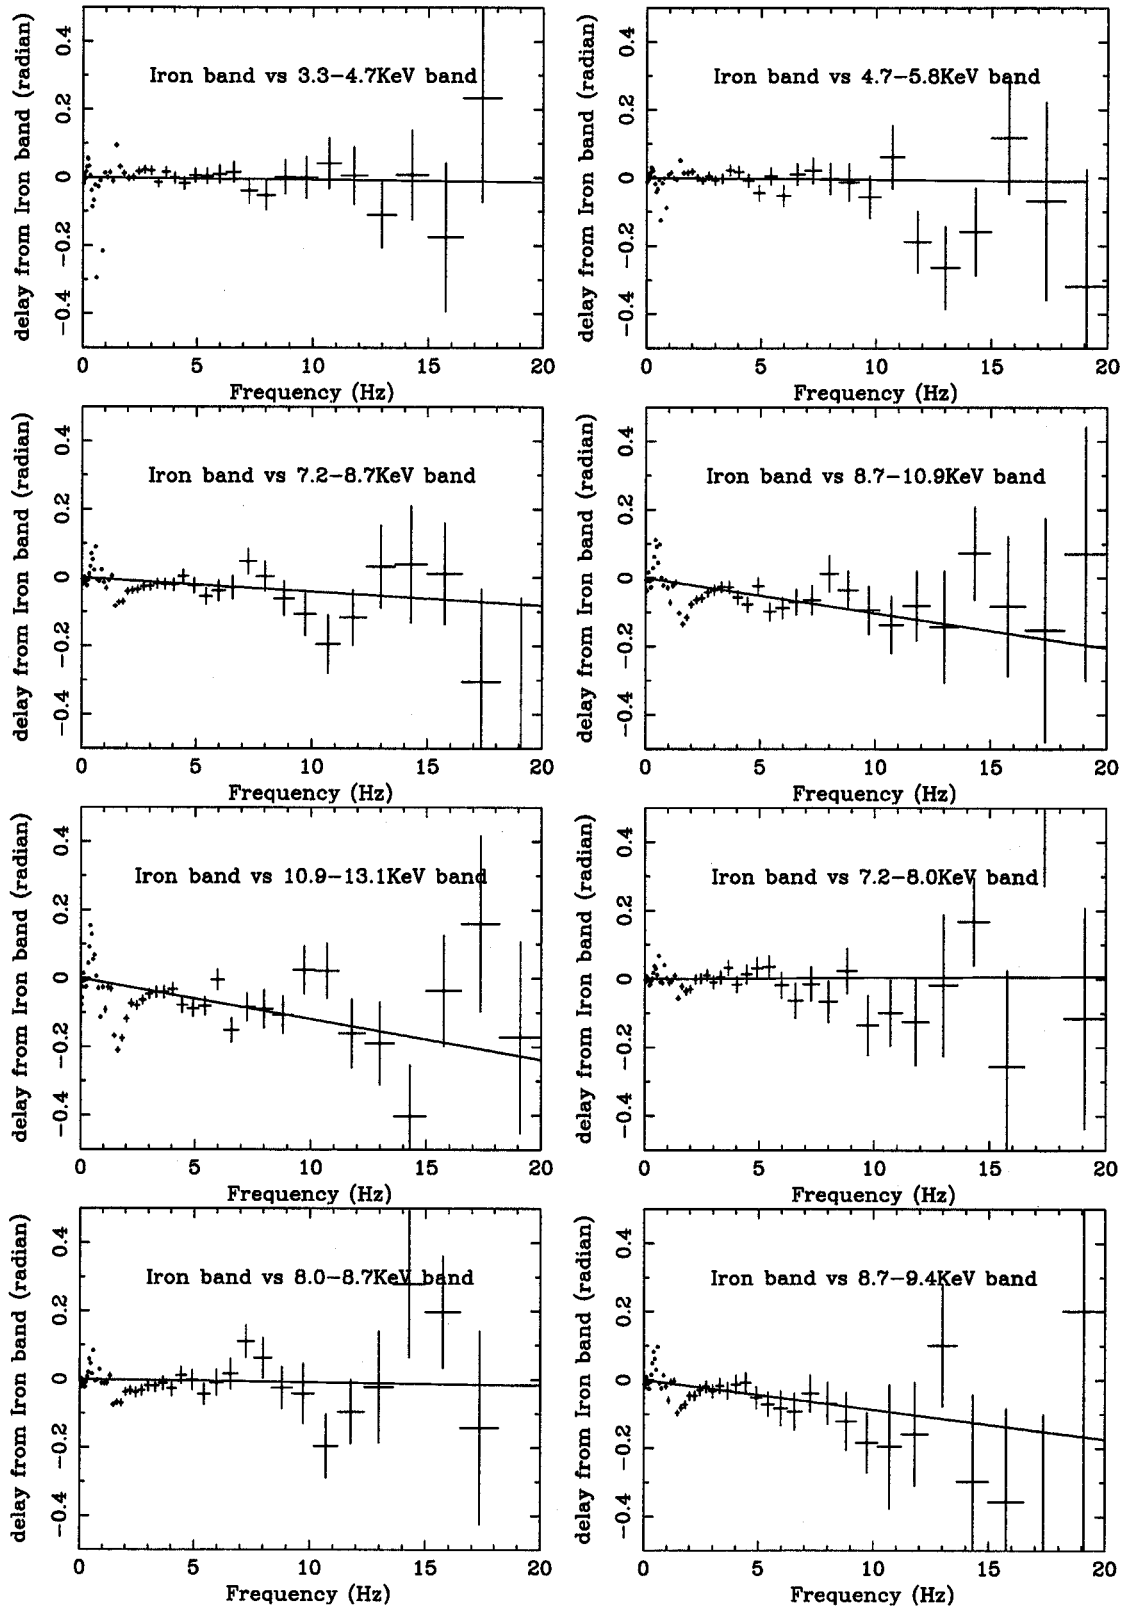 Iron band vs 3.3-4.7KeV band
delay from Iron band (radian)
0.4
0.2
0
-0.2
-0.4
0 5 10 15 20
Frequency (Hz)
Iron band vs 4.7-5.8KeV band
delay from Iron band (radian)
0.4
0.2
0
-0.2
-0.4
0 5 10 15 20
Frequency (Hz)
Iron band vs 7.2-8.7KeV band
delay from Iron band (radian)
0.4
0.2
0
-0.2
-0.4
0 5 10 15 20
Frequency (Hz)
Iron band vs 8.7-10.9KeV band
delay from Iron band (radian)
0.4
0.2
0
-0.2
-0.4
0 5 10 15 20
Frequency (Hz)
Iron band vs 10.9-13.1KeV band
delay from Iron band (radian)
0.4
0.2
0
-0.2
-0.4
0 5 10 15 20
Frequency (Hz)
Iron band vs 7.2-8.0KeV band
delay from Iron band (radian)
0.4
0.2
0
-0.2
-0.4
0 5 10 15 20
Frequency (Hz)
Iron band vs 8.0-8.7KeV band
delay from Iron band (radian)
0.4
0.2
0
-0.2
-0.4
0 5 10 15 20
Frequency (Hz)
Iron band vs 8.7-9.4KeV band
delay from Iron band (radian)
0.4
0.2
0
-0.2
-0.4
0 5 10 15 20
Frequency (Hz)